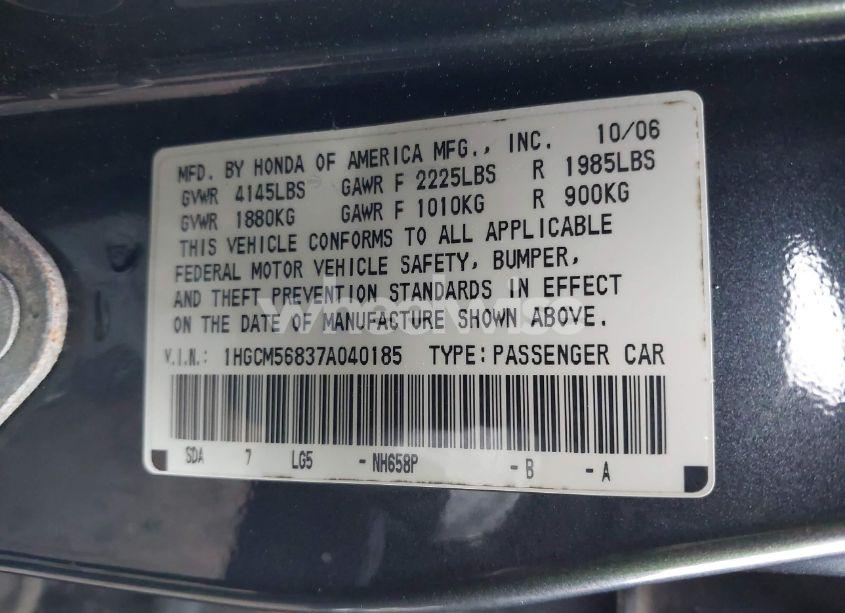 MFD. BY HONDA OF AMERICA MFG., INC. 10/06
GVWR 4145LBS GAWR F 2225LBS R 1985LBS
GVWR 1880KG GAWR F 1010KG R 900KG
THIS VEHICLE CONFORMS TO ALL APPLICABLE
FEDERAL MOTOR VEHICLE SAFETY, BUMPER,
AND THEFT PREVENTION STANDARDS IN EFFECT
ON THE DATE OF MANUFACTURE SHOWN ABOVE.
V.I.N.: 1HGCM56837A040185 TYPE: PASSENGER CAR
SDA 7 LG5 -NH658P -B -A